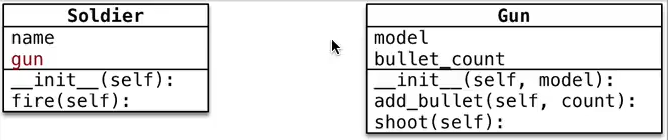 Soldier
name
gun
__init__(self):
fire(self):
Gun
model
bullet_count
__init__(self, model):
add_bullet(self, count):
shoot(self):